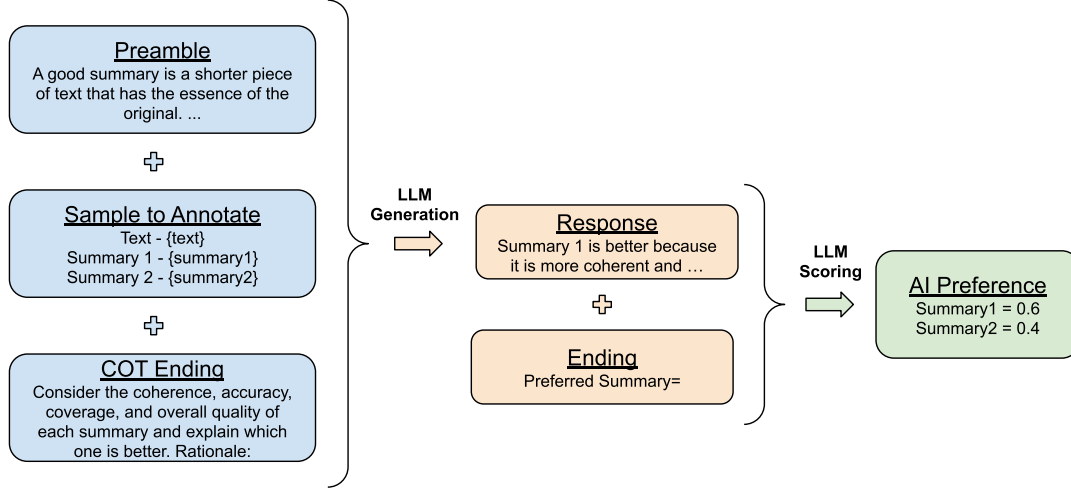 Preamble
A good summary is a shorter piece
of text that has the essence of the
original. ...
Sample to Annotate
Text - {text}
Summary 1 - {summary1}
Summary 2 - {summary2}
COT Ending
Consider the coherence, accuracy,
coverage, and overall quality of
each summary and explain which
one is better. Rationale:
LLM
Generation
Response
Summary 1 is better because
it is more coherent and …
Ending
Preferred Summary=
LLM
Scoring
AI Preference
Summary1 = 0.6
Summary2 = 0.4